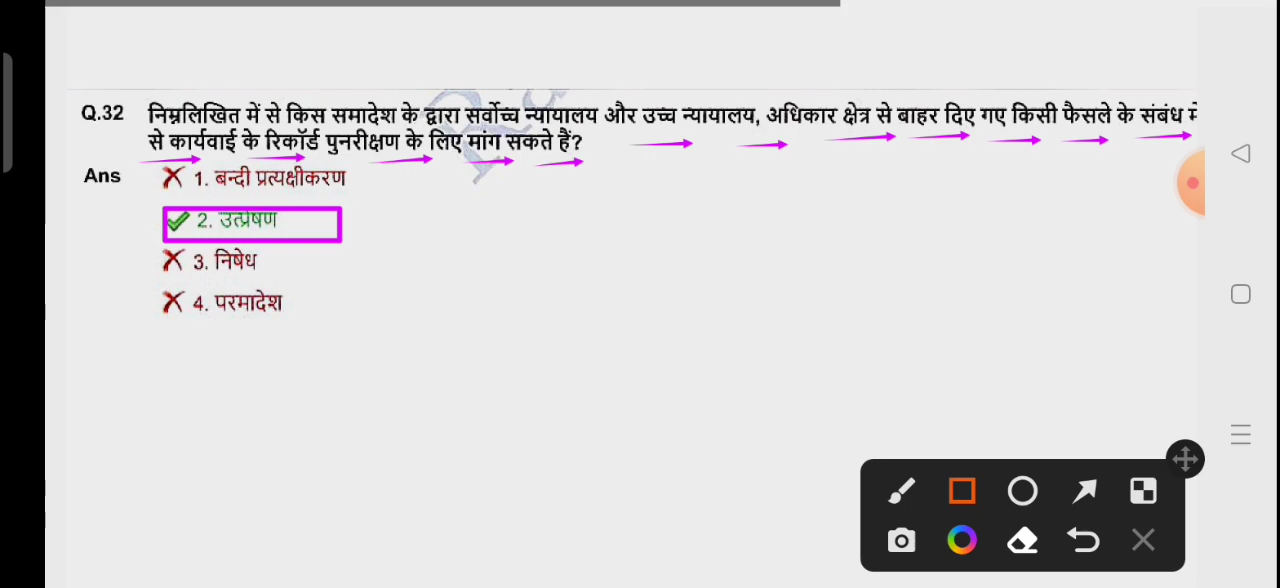 Q.32 निम्नलिखित में से किस समादेश के द्वारा सर्वोच्च न्यायालय और उच्च न्यायालय, अधिकार क्षेत्र से बाहर दिए गए किसी फैसले के संबंध में
से कार्यवाई के रिकॉर्ड पुनरीक्षण के लिए मांग सकते हैं?
Ans 1. बन्दी प्रत्यक्षीकरण
2. उत्प्रेषण
3. निषेध
4. परमादेश